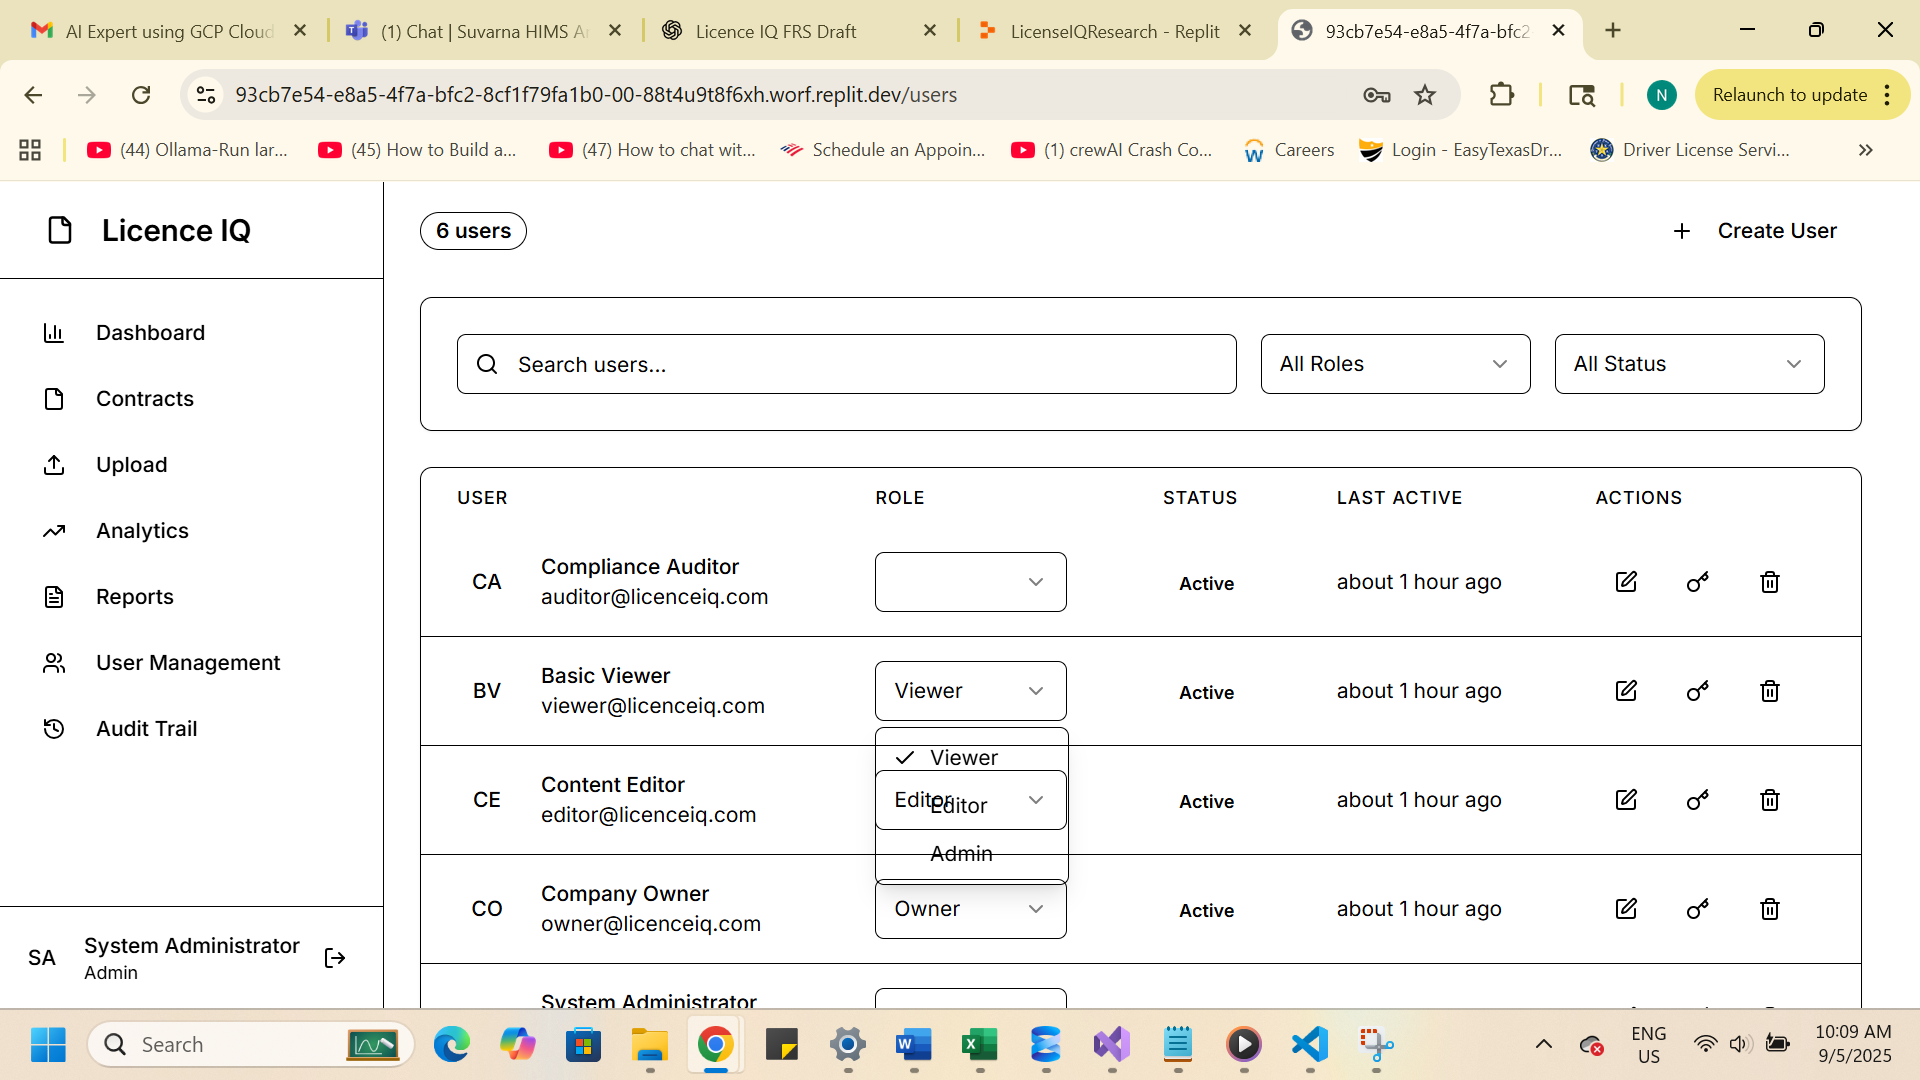 AI Expert using GCP Cloud
(1) Chat | Suvarna HIMS A
Licence IQ FRS Draft
LicenseIQResearch - Replit
93cb7e54-e8a5-4f7a-bfc2
93cb7e54-e8a5-4f7a-bfc2-8cf1f79fa1b0-00-88t4u9t8f6xh.worf.replit.dev/users
N
Relaunch to update
(44) Ollama-Run lar...
(45) How to Build a...
(47) How to chat wit...
Schedule an Appoin...
(1) crewAI Crash Co...
Careers
Login - EasyTexasDr...
Driver License Servi...
Licence IQ
6 users
Create User
Dashboard
Contracts
Upload
Analytics
Reports
User Management
Audit Trail
Search users...
All Roles
All Status
USER ROLE STATUS LAST ACTIVE ACTIONS
CA
Compliance Auditor
auditor@licenceiq.com
Active
about 1 hour ago
BV
Basic Viewer
viewer@licenceiq.com
Viewer
Active
about 1 hour ago
Viewer
Editor
Admin
CE
Content Editor
editor@licenceiq.com
Editor
Active
about 1 hour ago
CO
Company Owner
owner@licenceiq.com
Owner
Active
about 1 hour ago
System Administrator
SA
System Administrator
Admin
Search
ENG
US
10:09 AM
9/5/2025